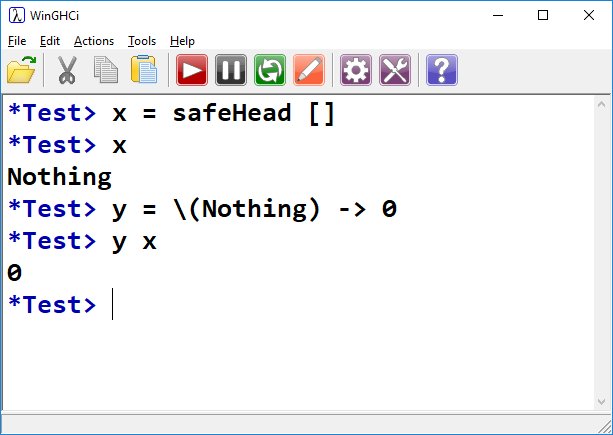 WinGHCi
File Edit Actions Tools Help
*Test> x = safeHead []
*Test> x
Nothing
*Test> y = \(Nothing) -> 0
*Test> y x
0
*Test>